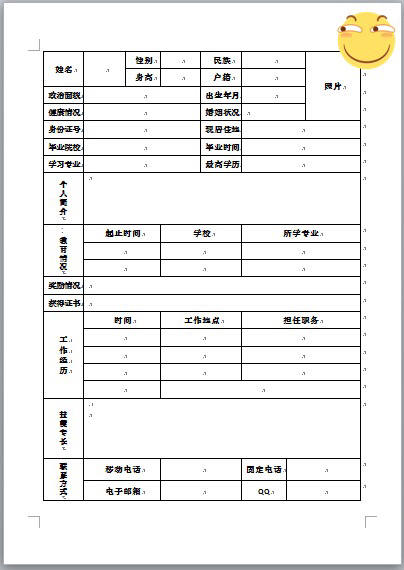 姓名 性别 民族 照片
身高 户籍
政治面貌 出生年月
健康情况 婚姻状况
身份证号 现居住地
毕业院校 毕业时间
学习专业 最高学历
个人简介
教育情况 起止时间 学校 所学专业
奖励情况
获得证书
工作经历 时间 工作地点 担任职务
技能专长
联系方式 移动电话 固定电话
电子邮箱 QQ